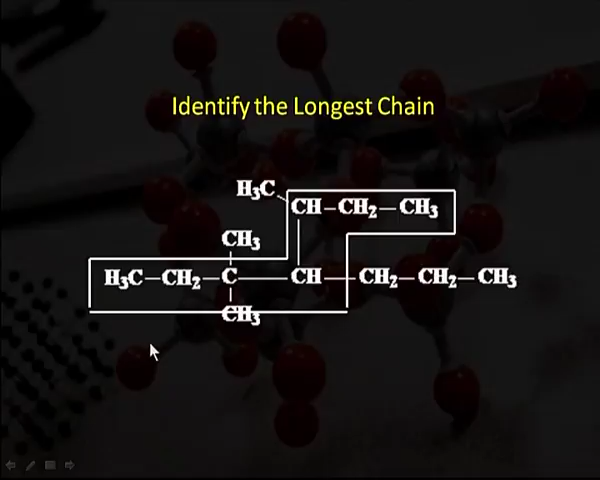 Identify the Longest Chain
H₃C
CH–CH₂–CH₃
CH₃
H₃C–CH₂–C–CH–CH₂–CH₂–CH₃
CH₃